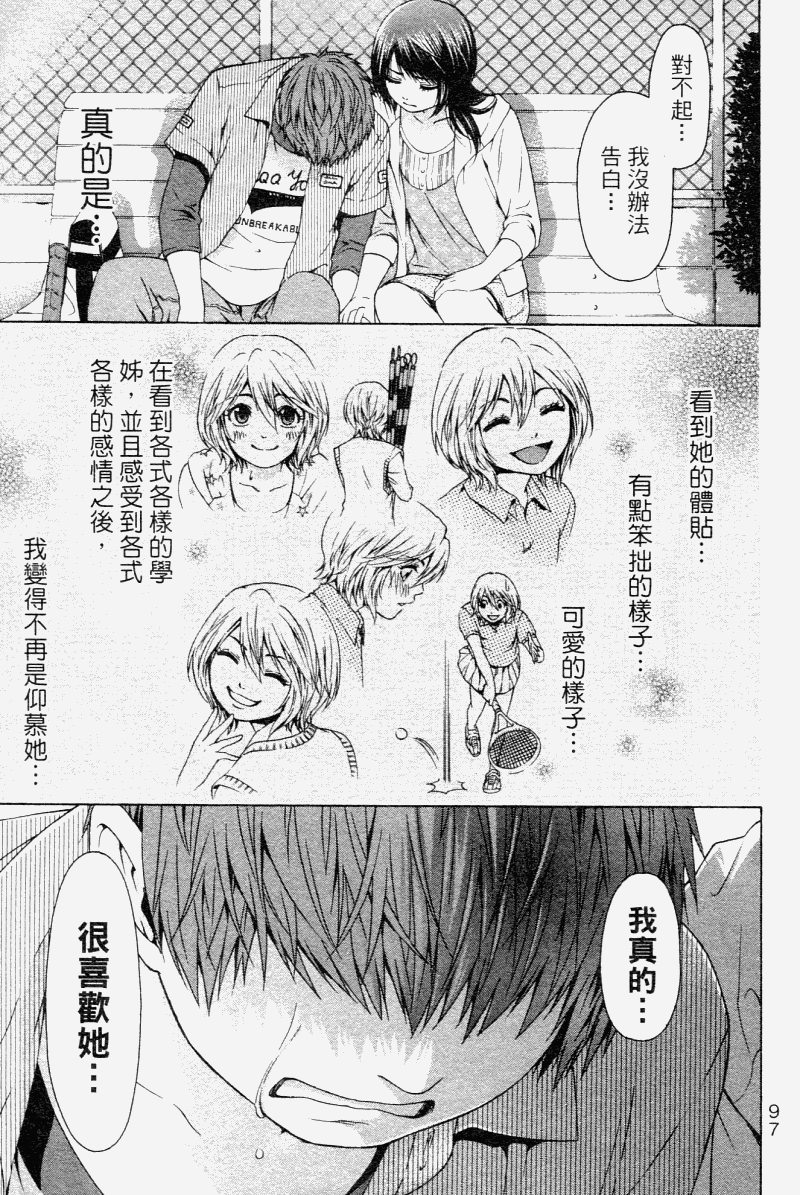 對不起…
我沒辦法
告白…
真的是…
QQ
UNBREAKABL
看到她的體貼…
有點笨拙的樣子…
可愛的樣子…
在看到各式各樣的學
姊，並且感受到各式
各樣的感情之後，
我變得不再是仰慕她…
我真的…
很喜歡她…
97